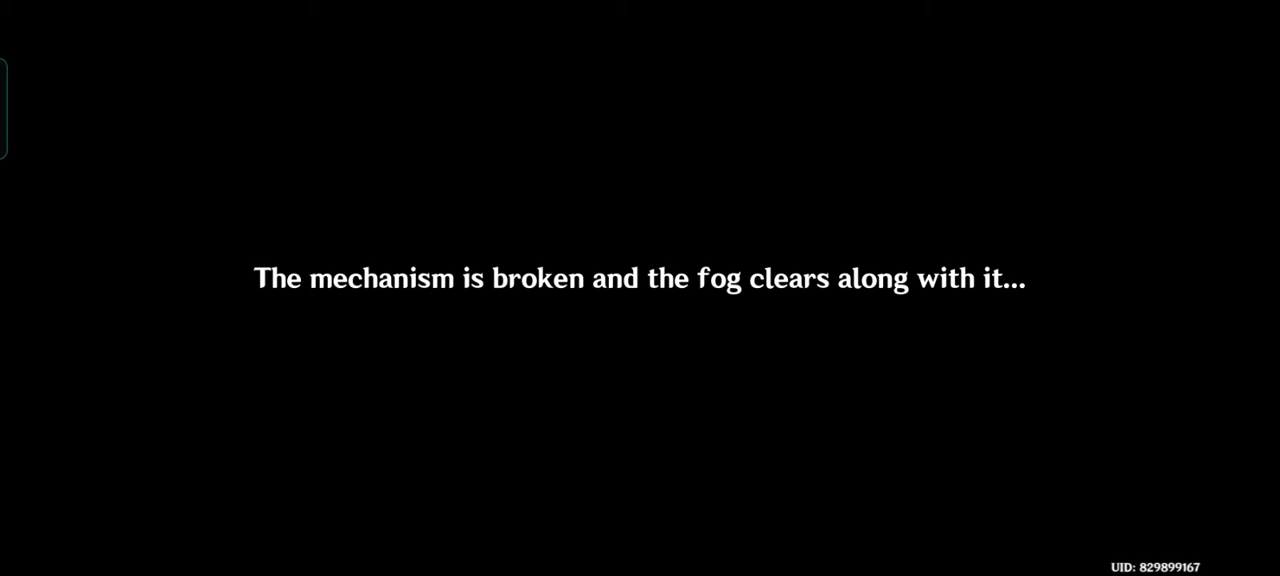 The mechanism is broken and the fog clears along with it...
UID: 829899167